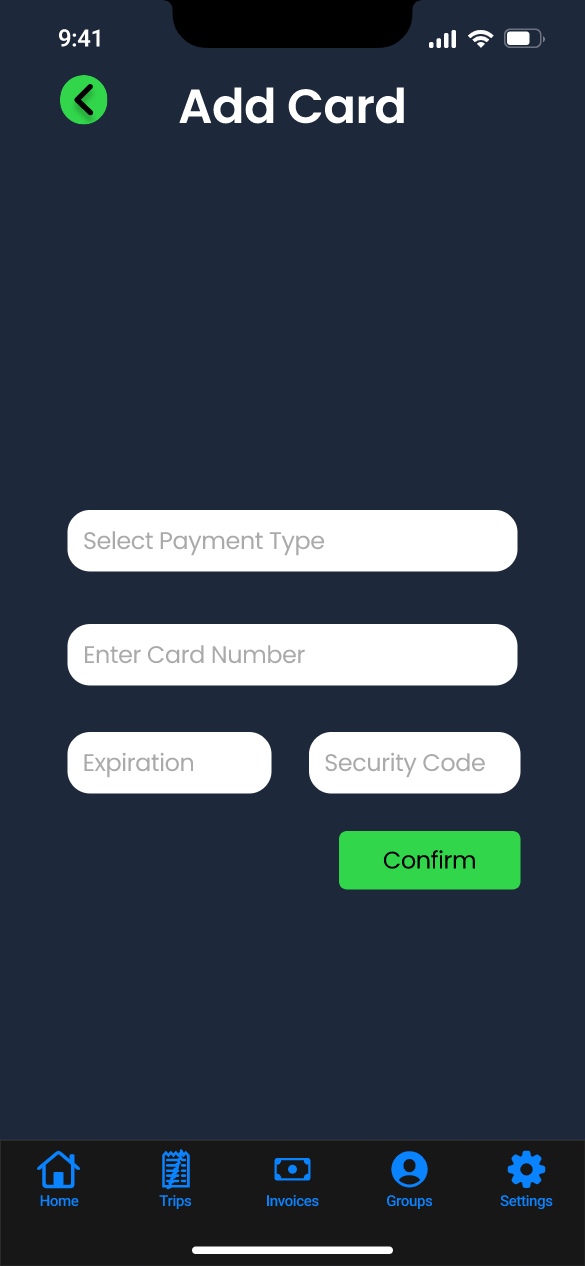 9:41
Add Card
Select Payment Type
Enter Card Number
Expiration Security Code
Confirm
Home Trips Invoices Groups Settings